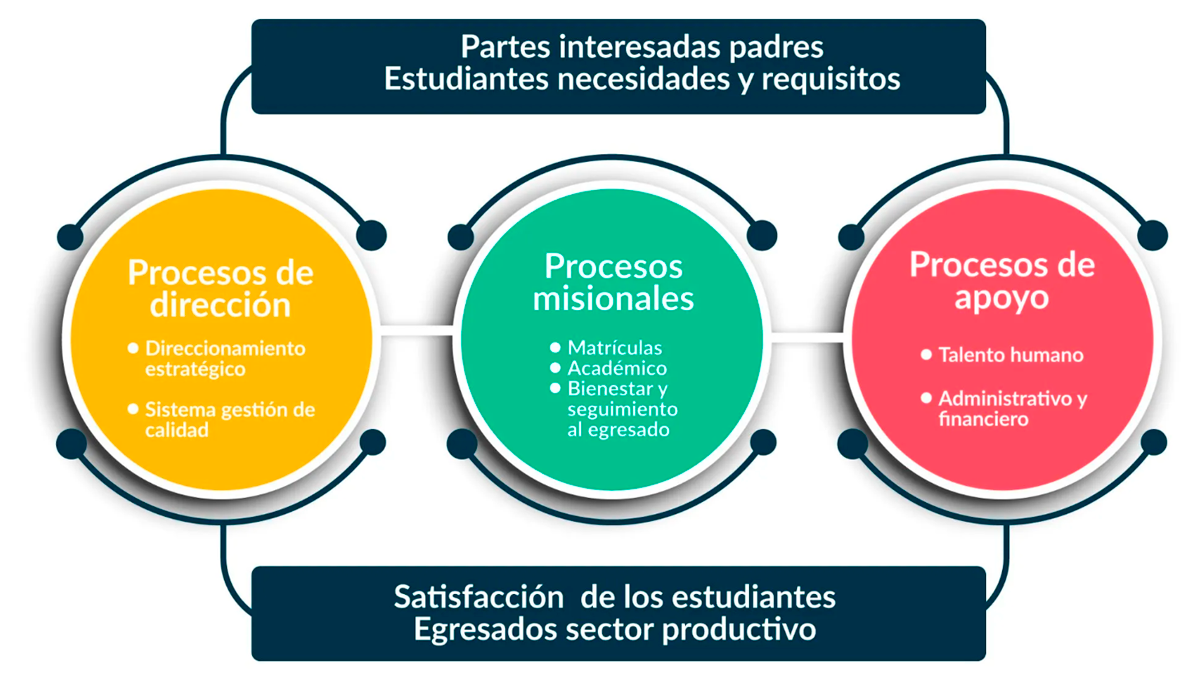 Partes interesadas padres
Estudiantes necesidades y requisitos
Procesos de
dirección
Direccionamiento
estratégico
Sistema gestión de
calidad
Procesos
misionales
Matrículas
Académico
Bienestar y
seguimiento
al egresado
Procesos de
apoyo
Talento humano
Administrativo y
financiero
Satisfacción de los estudiantes
Egresados sector productivo